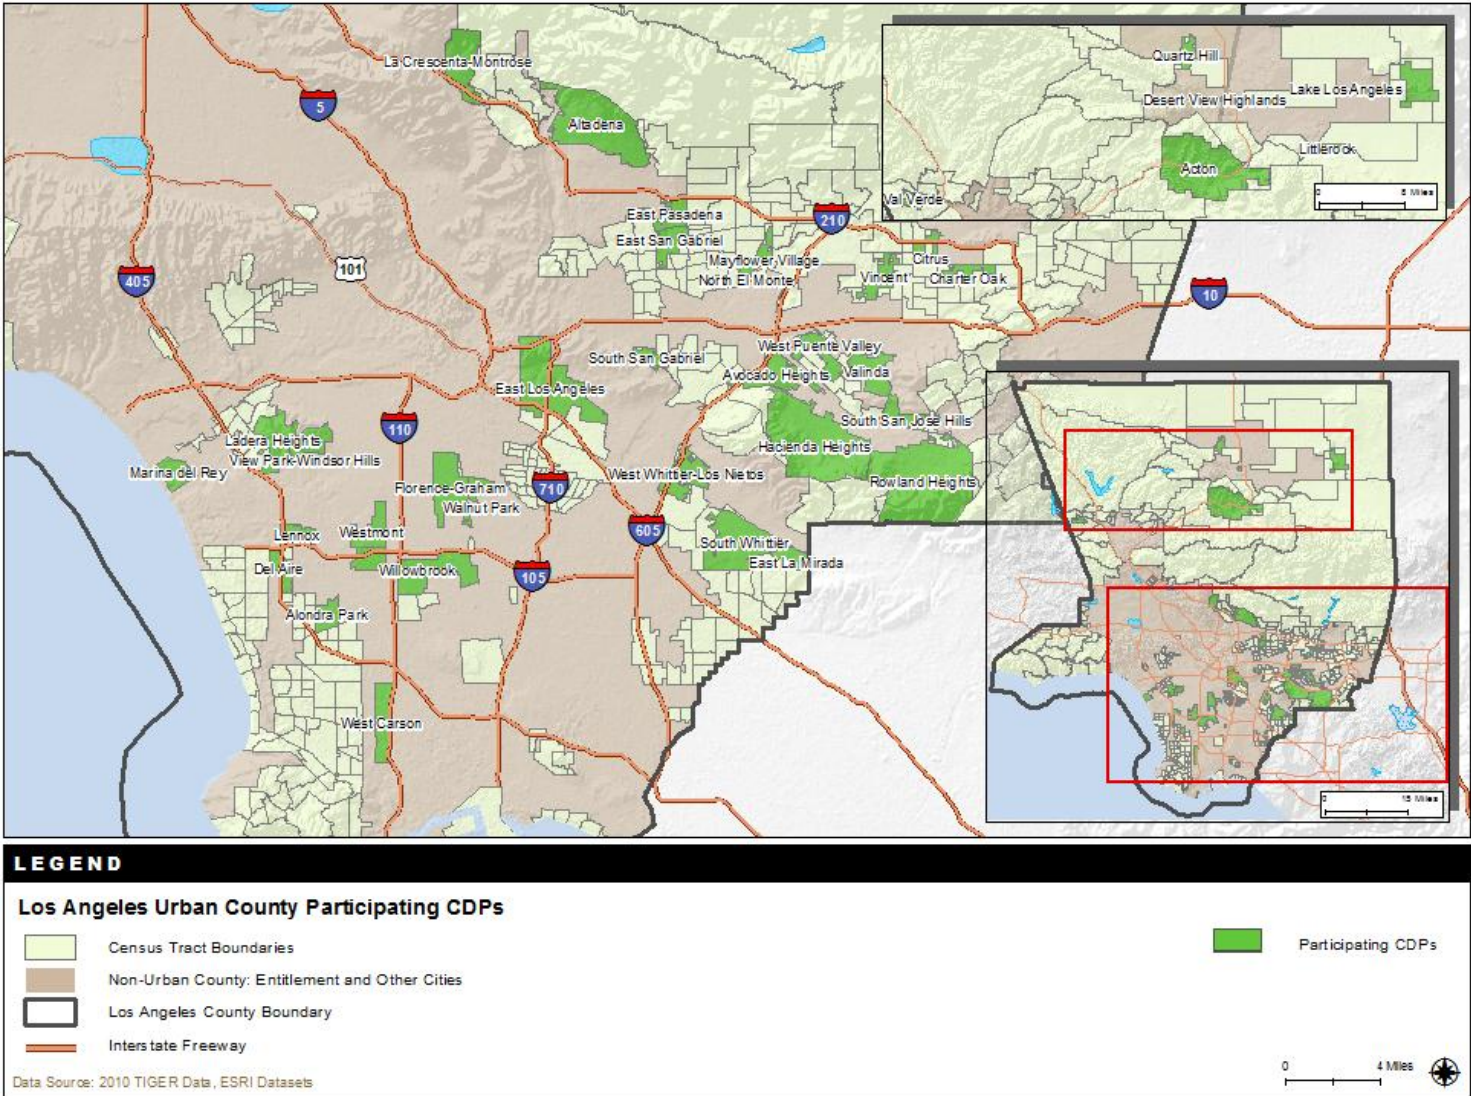 La Crescenta-Montrose
5
Altadena
Quartz Hill
Lake Los Angeles
Desert View Highlands
Littlerock
Acton
Val Verde
0 8 Miles
East Pasadena
210
East San Gabriel
101
405
Mayflower Village
Citrus
North El Monte
Vincent
Charter Oak
10
South San Gabriel
West Puente Valley
Avocado Heights
Valinda
East Los Angeles
South San Jose Hills
110
Ladera Heights
Hacienda Heights
View Park-Windsor Hills
Marina del Rey
West Whittier-Los Nietos
Rowland Heights
Florence-Graham
710
Walnut Park
605
Lennox
Westmont
South Whittier
Del Aire
Willowbrook
105
East La Mirada
Alondra Park
West Carson
0 15 Miles
LEGEND
Los Angeles Urban County Participating CDPs
Census Tract Boundaries
Participating CDPs
Non-Urban County: Entitlement and Other Cities
Los Angeles County Boundary
Interstate Freeway
0 4 Miles
Data Source: 2010 TIGER Data, ESRI Datasets